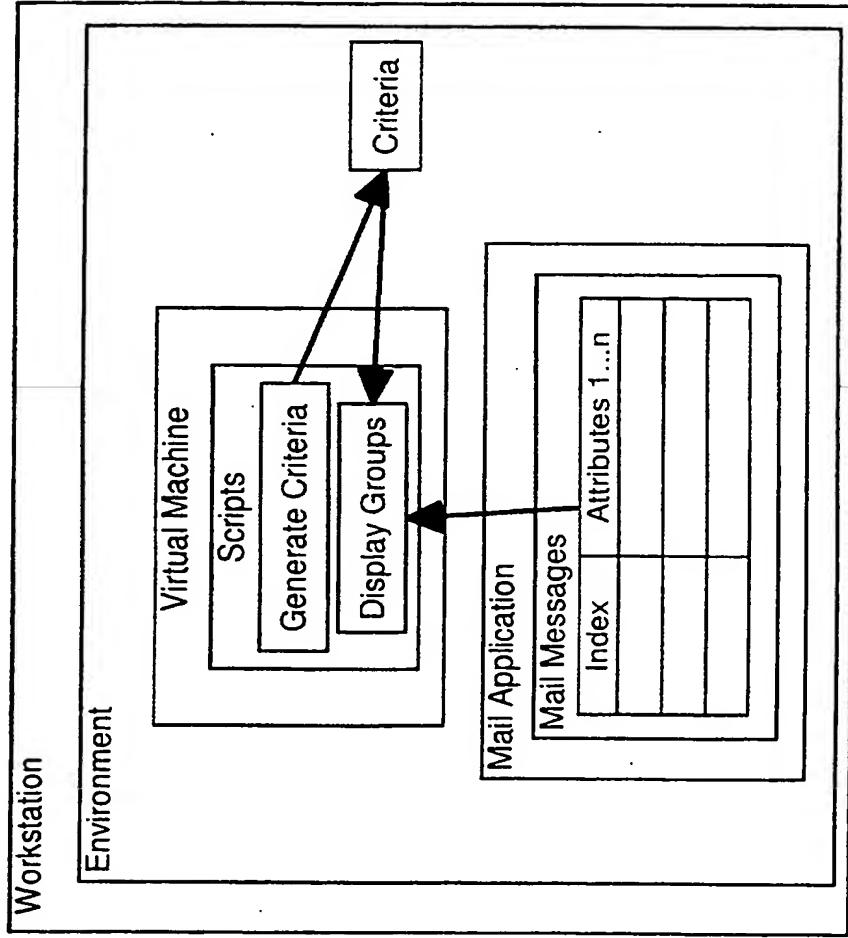 Workstation
Environment
Virtual Machine
Scripts
Generate Criteria
Display Groups
Criteria
Mail Application
Mail Messages
Index
Attributes 1...n